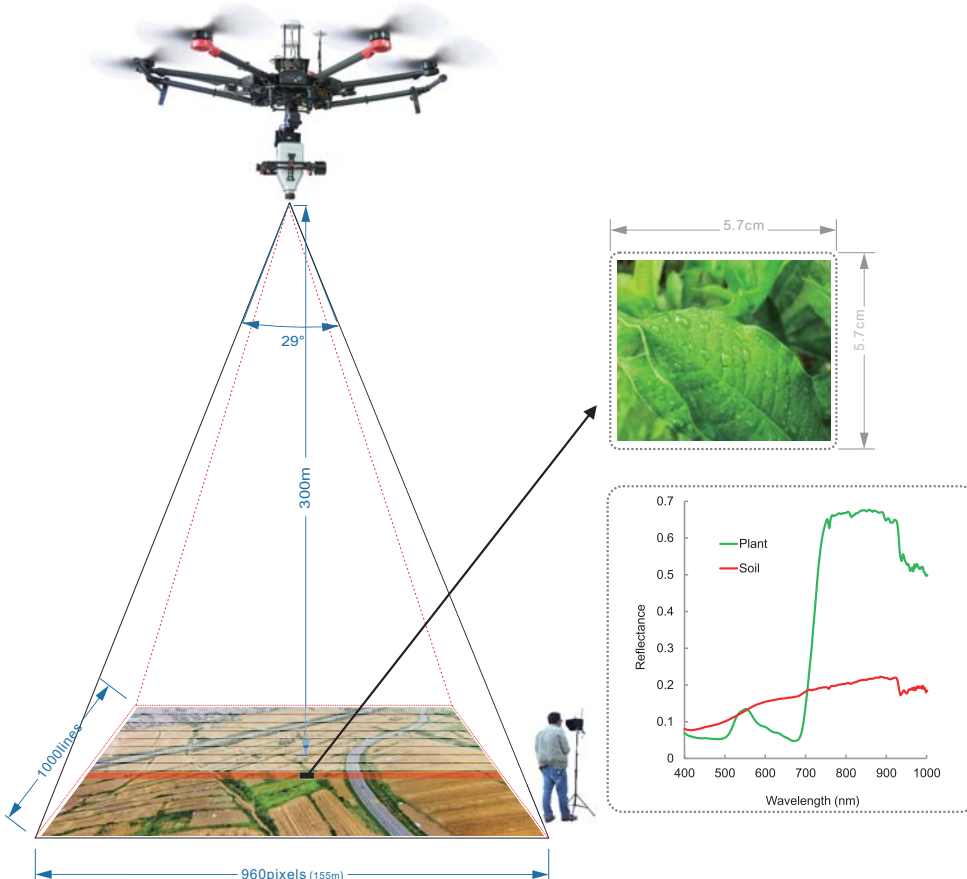 5.7cm
5.7cm
29°
300m
1000lines
960pixels (155m)
0.7
0.6
0.5
0.4
0.3
0.2
0.1
0
Reflectance
Plant
Soil
400 500 600 700 800 900 1000
Wavelength (nm)